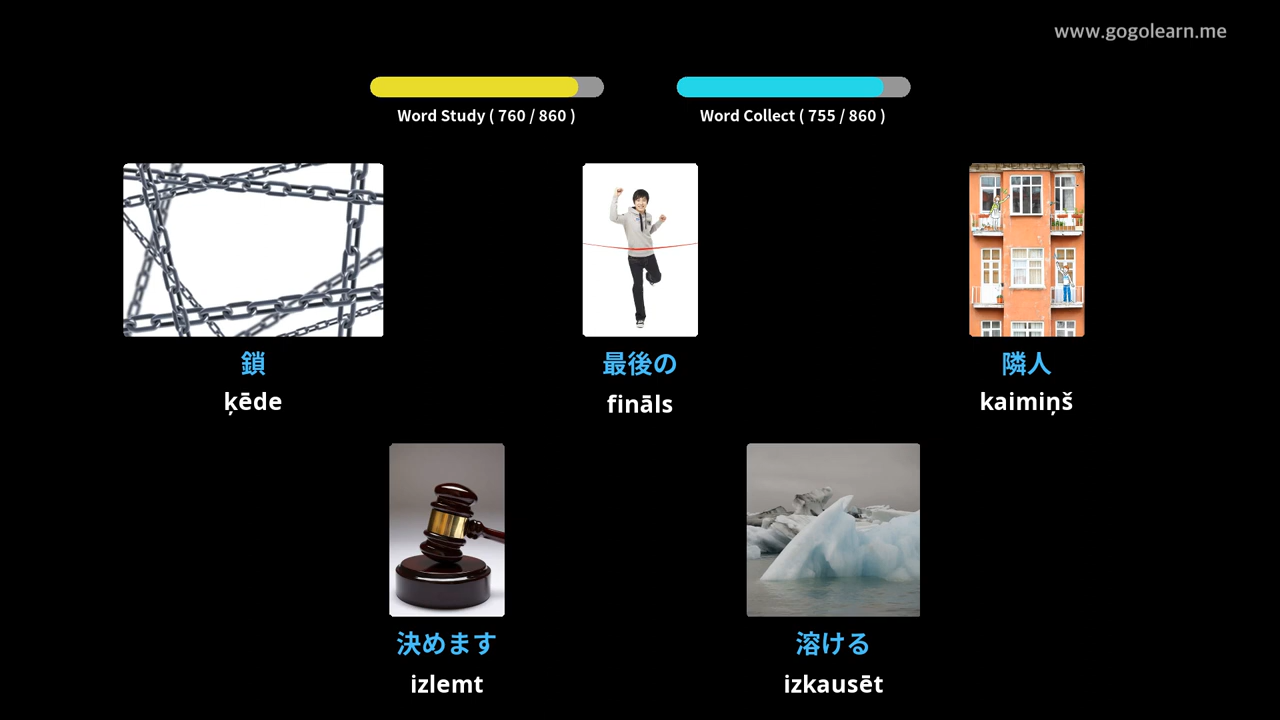 www.gogolearn.me
Word Study ( 760 / 860 )
Word Collect ( 755 / 860 )
鎖
ķēde
最後の
fināls
隣人
kaimiņš
決めます
izlemt
溶ける
izkausēt